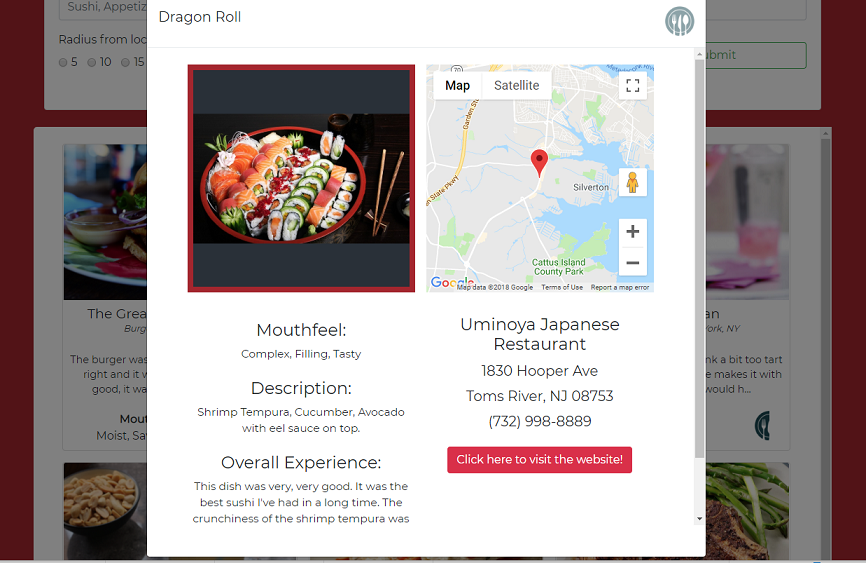 Sushi, Appetiz
Dragon Roll
Radius from loc
5 10 15
ubmit
Map Satellite
70
Garden St
den State Pkwy
Silverton
Cattus Island
County Park
Google
Map data ©2018 Google Terms of Use Report a map error
The Grea
Burg
The burger was
right and it w
good, it wa
Mout
Moist, Sa
Mouthfeel:
Complex, Filling, Tasty
Description:
Shrimp Tempura, Cucumber, Avocado
with eel sauce on top.
Overall Experience:
This dish was very, very good. It was the
best sushi I've had in a long time. The
crunchiness of the shrimp tempura was
Uminoya Japanese
Restaurant
1830 Hooper Ave
Toms River, NJ 08753
(732) 998-8889
Click here to visit the website!
an
ork, NY
nk a bit too tart
e makes it with
would h...